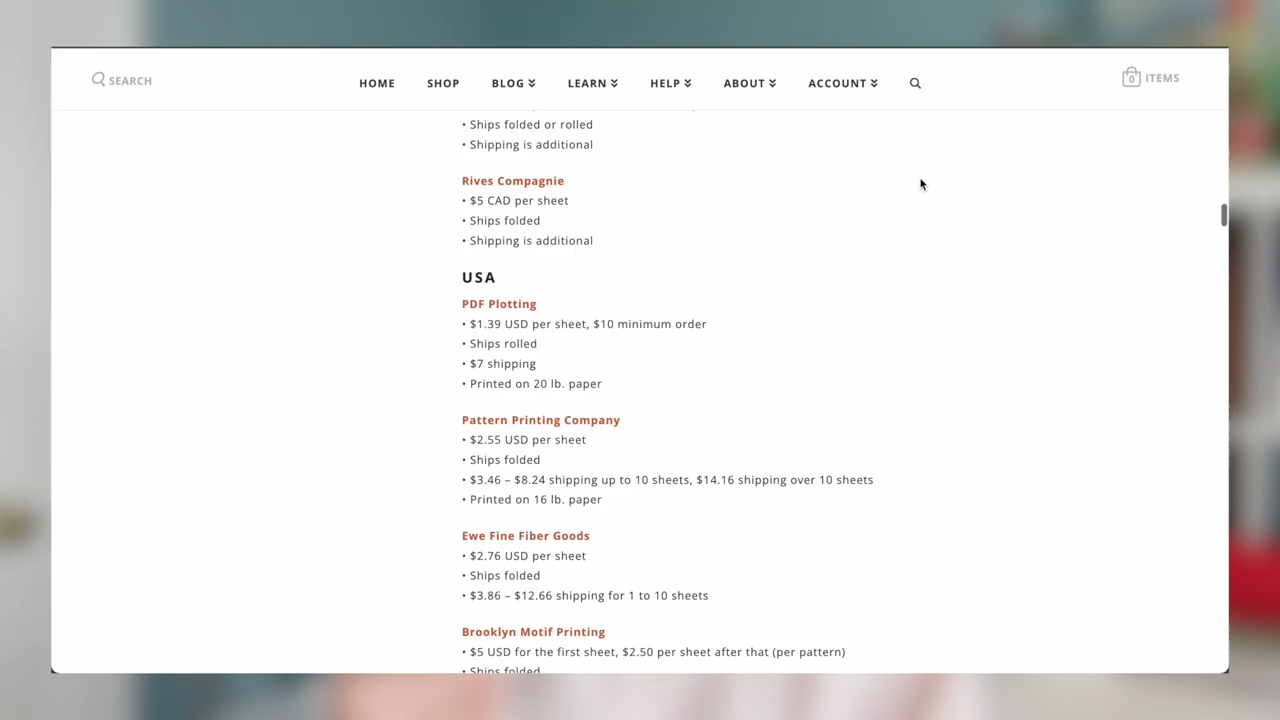 SEARCH
HOME
SHOP
BLOG
LEARN
HELP
ABOUT
ACCOUNT
0
ITEMS
• Ships folded or rolled
• Shipping is additional
Rives Compagnie
• $5 CAD per sheet
• Ships folded
• Shipping is additional
USA
PDF Plotting
• $1.39 USD per sheet, $10 minimum order
• Ships rolled
• $7 shipping
• Printed on 20 lb. paper
Pattern Printing Company
• $2.55 USD per sheet
• Ships folded
• $3.46 – $8.24 shipping up to 10 sheets, $14.16 shipping over 10 sheets
• Printed on 16 lb. paper
Ewe Fine Fiber Goods
• $2.76 USD per sheet
• Ships folded
• $3.86 – $12.66 shipping for 1 to 10 sheets
Brooklyn Motif Printing
• $5 USD for the first sheet, $2.50 per sheet after that (per pattern)
• Ships folded